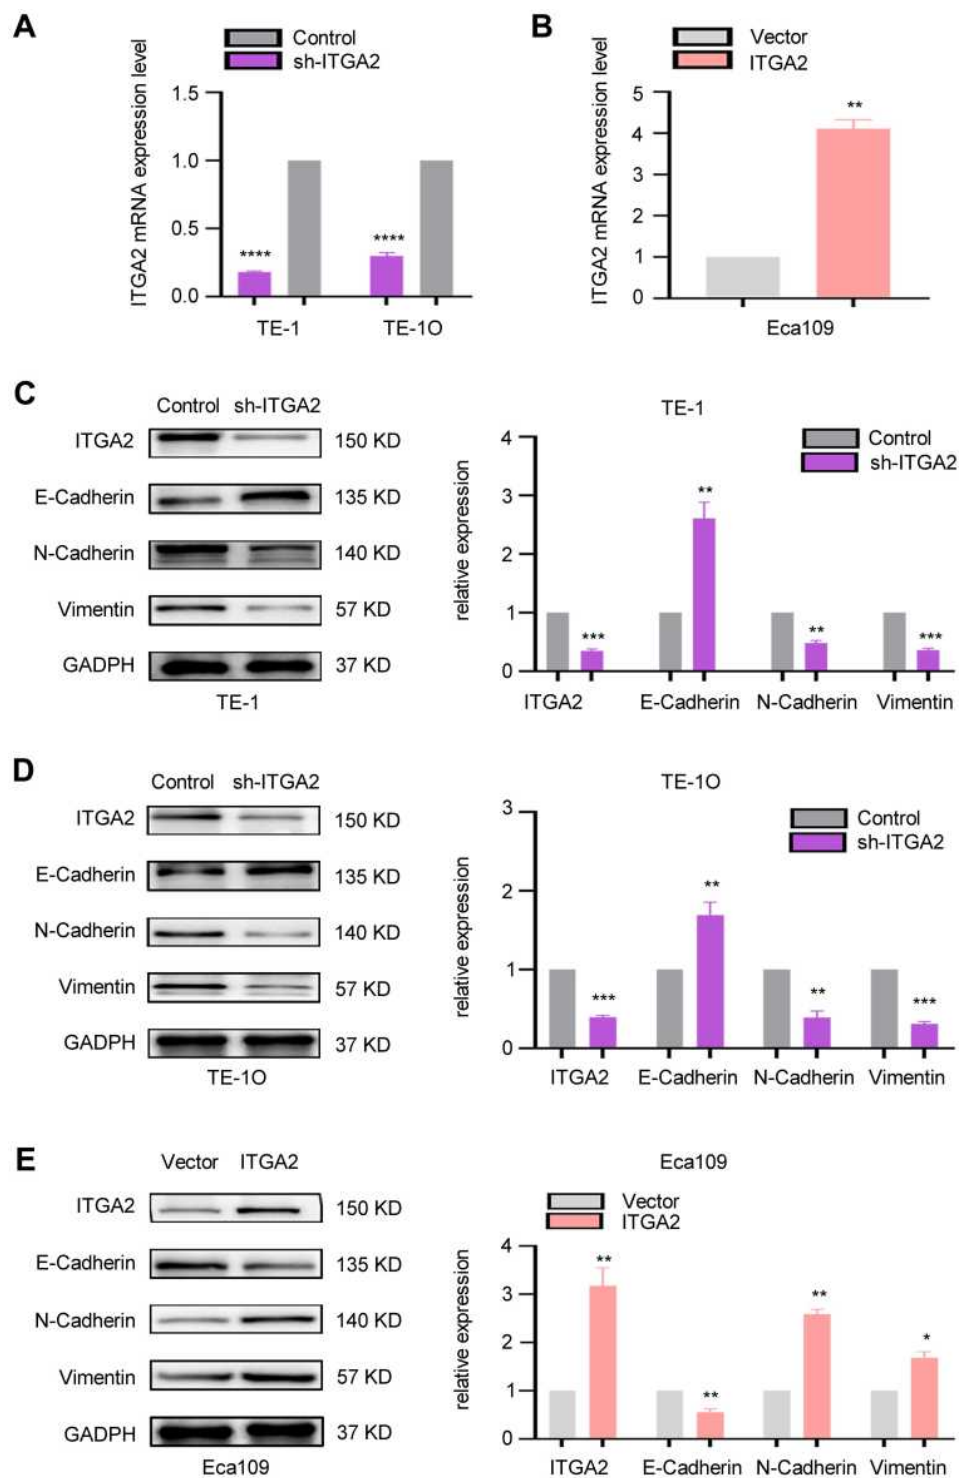 A
Control
sh-ITGA2
ITGA2 mRNA expression level
1.5
1.0
0.5
0.0
****
****
TE-1
TE-1O
B
Vector
ITGA2
ITGA2 mRNA expression level
5
4
3
2
1
0
**
Eca109
C
Control sh-ITGA2
ITGA2 150 KD
E-Cadherin 135 KD
N-Cadherin 140 KD
Vimentin 57 KD
GADPH 37 KD
TE-1
TE-1
Control
sh-ITGA2
relative expression
4
3
2
1
0
***
**
**
***
ITGA2 E-Cadherin N-Cadherin Vimentin
D
Control sh-ITGA2
ITGA2 150 KD
E-Cadherin 135 KD
N-Cadherin 140 KD
Vimentin 57 KD
GADPH 37 KD
TE-1O
TE-1O
Control
sh-ITGA2
relative expression
3
2
1
0
***
**
**
***
ITGA2 E-Cadherin N-Cadherin Vimentin
E
Vector ITGA2
ITGA2 150 KD
E-Cadherin 135 KD
N-Cadherin 140 KD
Vimentin 57 KD
GADPH 37 KD
Eca109
Eca109
Vector
ITGA2
relative expression
4
3
2
1
0
**
**
**
*
ITGA2 E-Cadherin N-Cadherin Vimentin